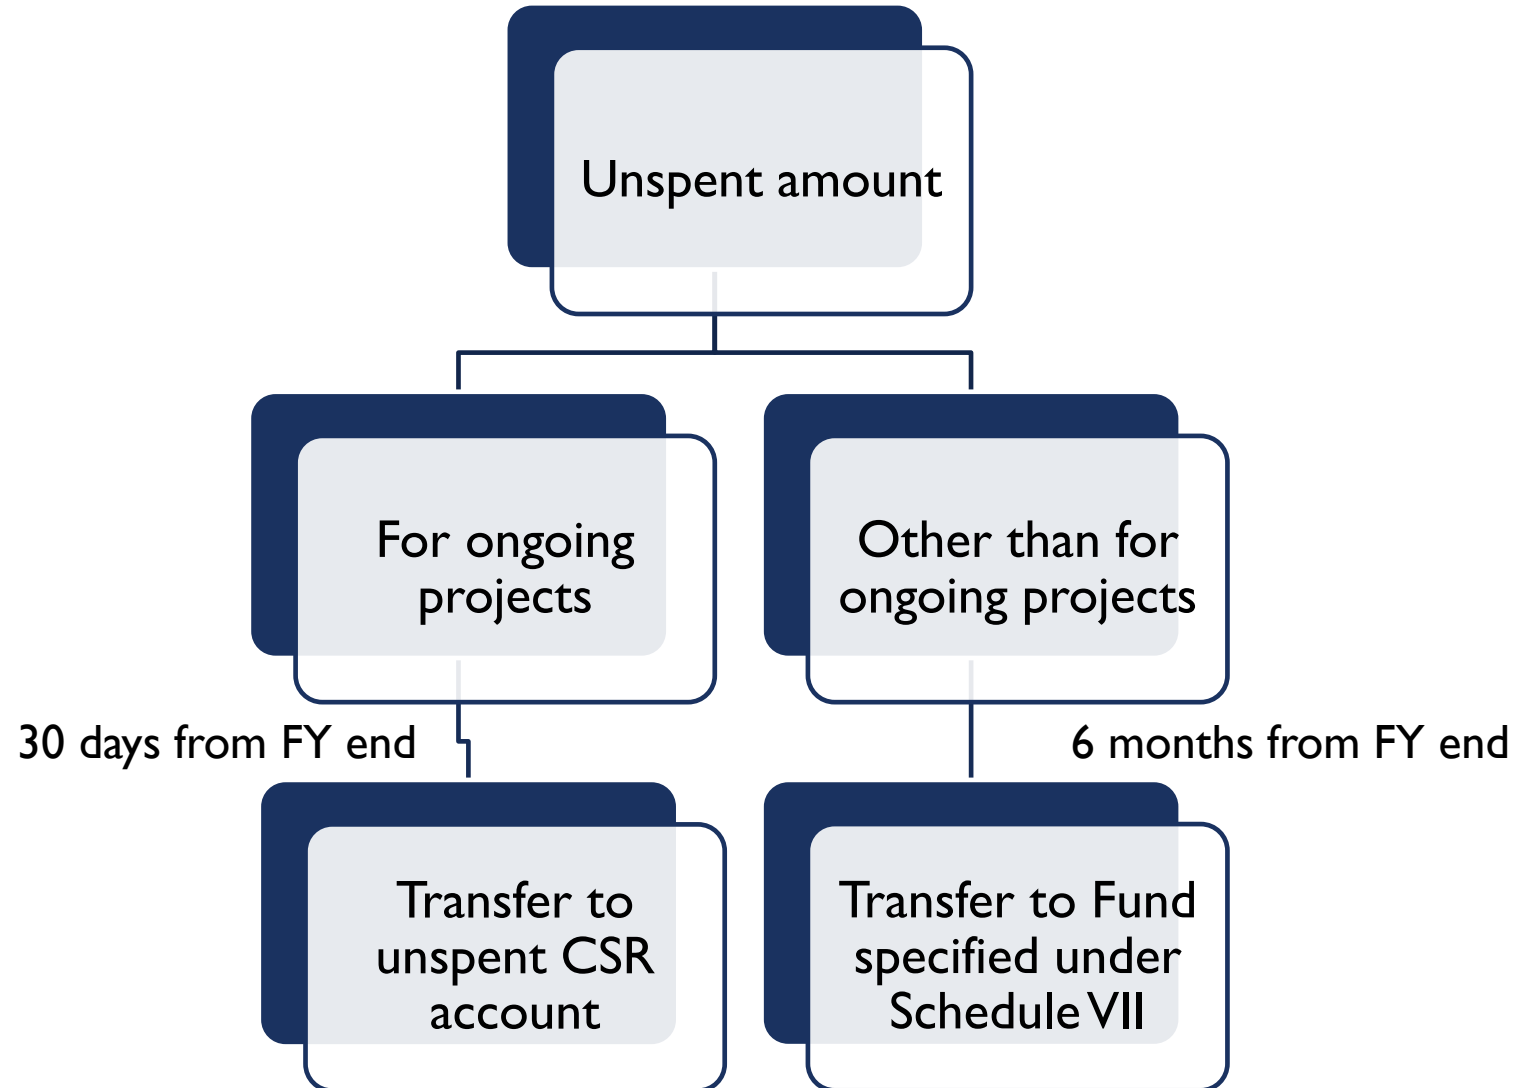 Unspent amount
For ongoing
projects
Other than for
ongoing projects
30 days from FY end
6 months from FY end
Transfer to
unspent CSR
account
Transfer to Fund
specified under
Schedule VII